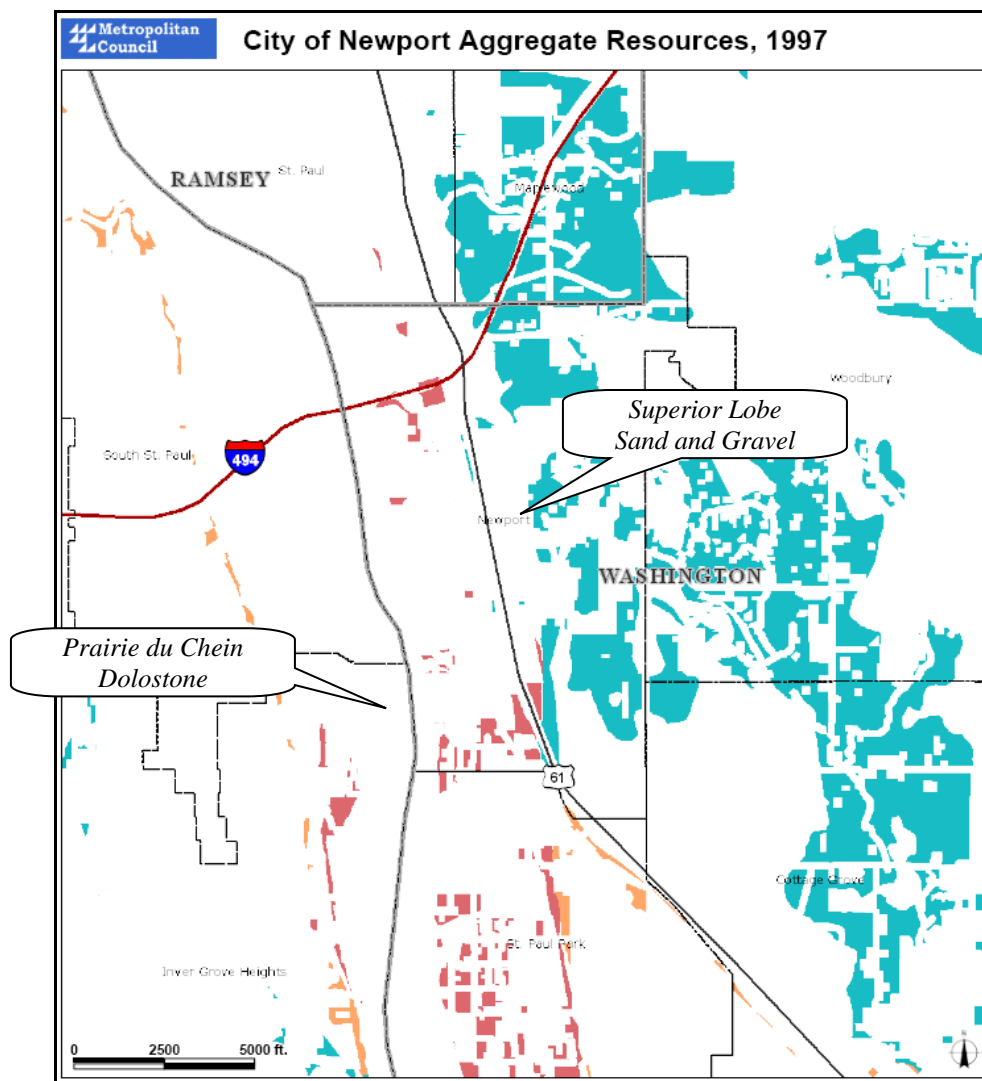 Metropolitan
Council
City of Newport Aggregate Resources, 1997
RAMSEY
St. Paul
Maplewood
Woodbury
Superior Lobe
Sand and Gravel
South St. Paul
494
Newport
WASHINGTON
Prairie du Chein
Dolostone
61
Cottage Grove
St. Paul Park
Inver Grove Heights
0 2500 5000 ft.
N